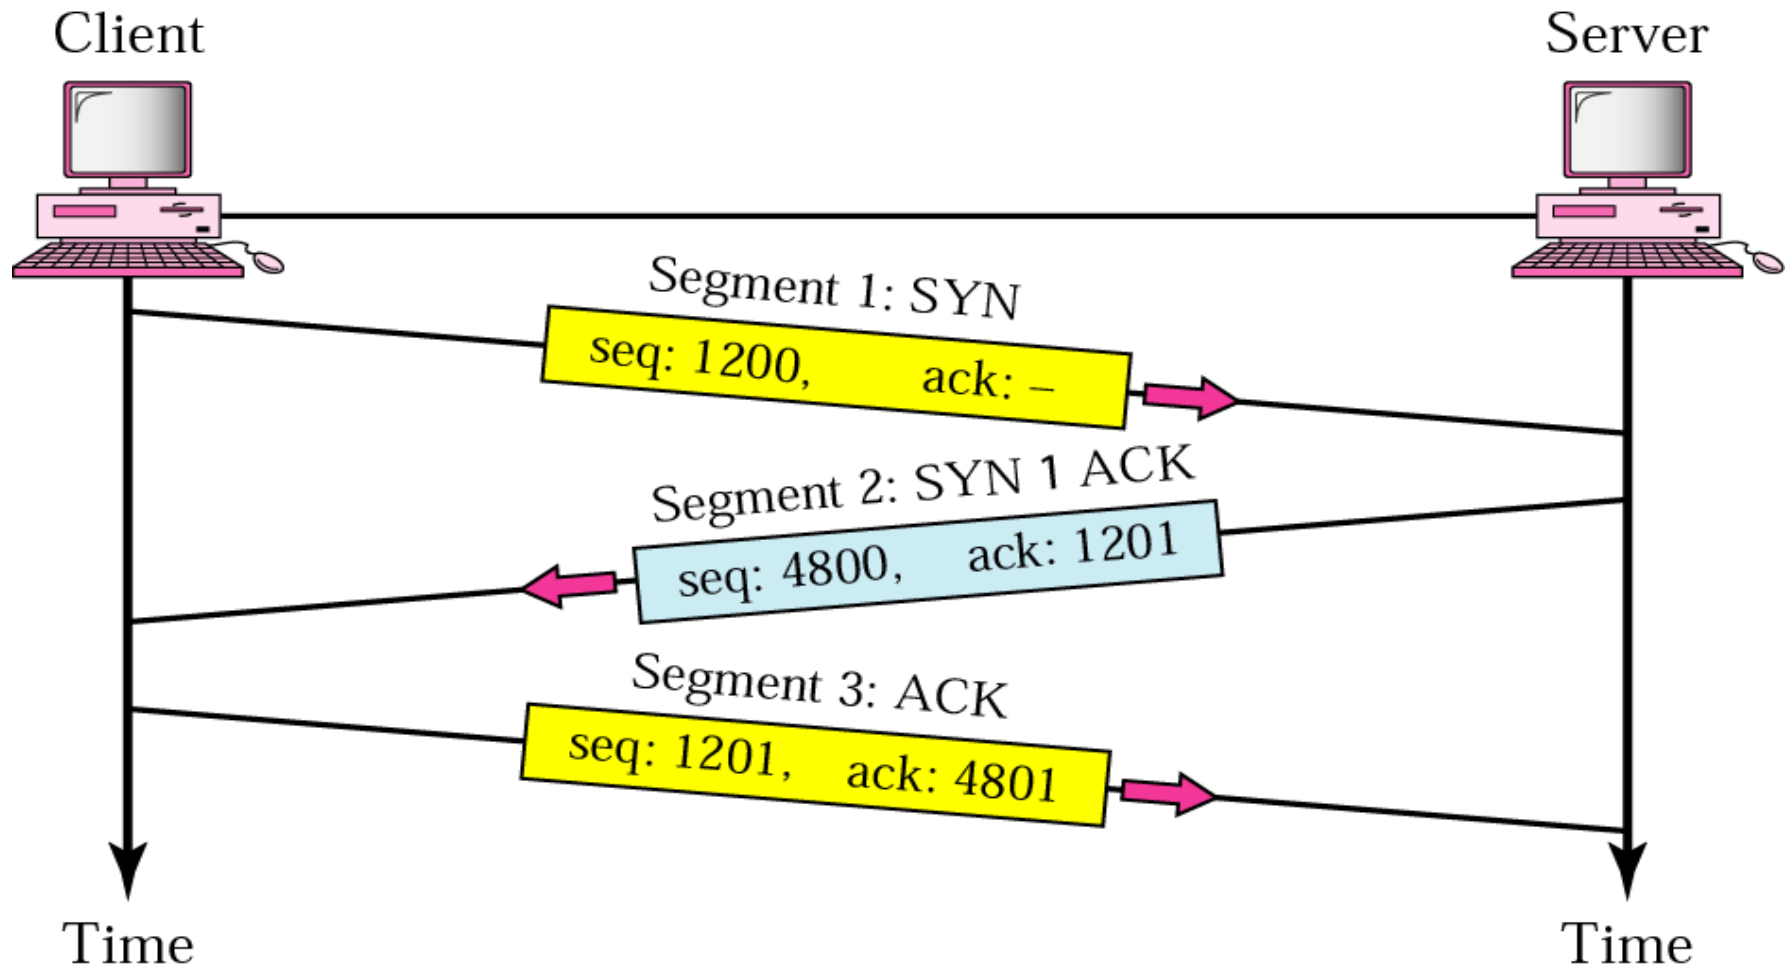 Client
Server
Segment 1: SYN
seq: 1200, ack: –
Segment 2: SYN 1 ACK
seq: 4800, ack: 1201
Segment 3: ACK
seq: 1201, ack: 4801
Time
Time